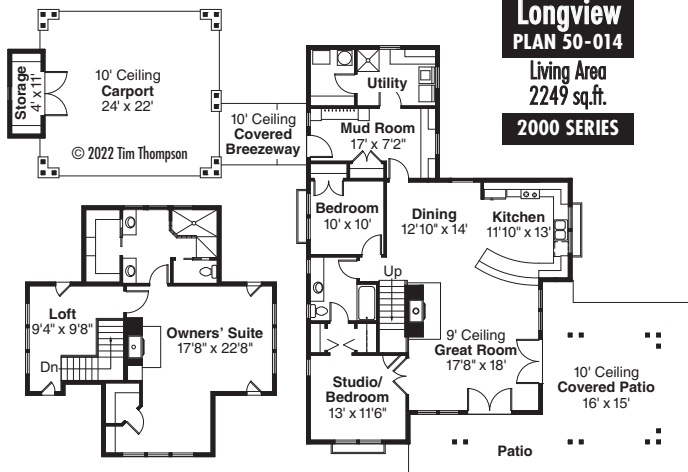 Longview
PLAN 50-014
Living Area
2249 sq.ft.
2000 SERIES
Storage
4' x 11'
10' Ceiling
Carport
24' x 22'
© 2022 Tim Thompson
10' Ceiling
Covered
Breezeway
Utility
Mud Room
17' x 7'2"
Bedroom
10' x 10'
Dining
12'10" x 14'
Kitchen
11'10" x 13'
Up
Loft
9'4" x 9'8"
Dn
Owners' Suite
17'8" x 22'8"
9' Ceiling
Great Room
17'8" x 18'
Studio/
Bedroom
13' x 11'6"
10' Ceiling
Covered Patio
16' x 15'
Patio